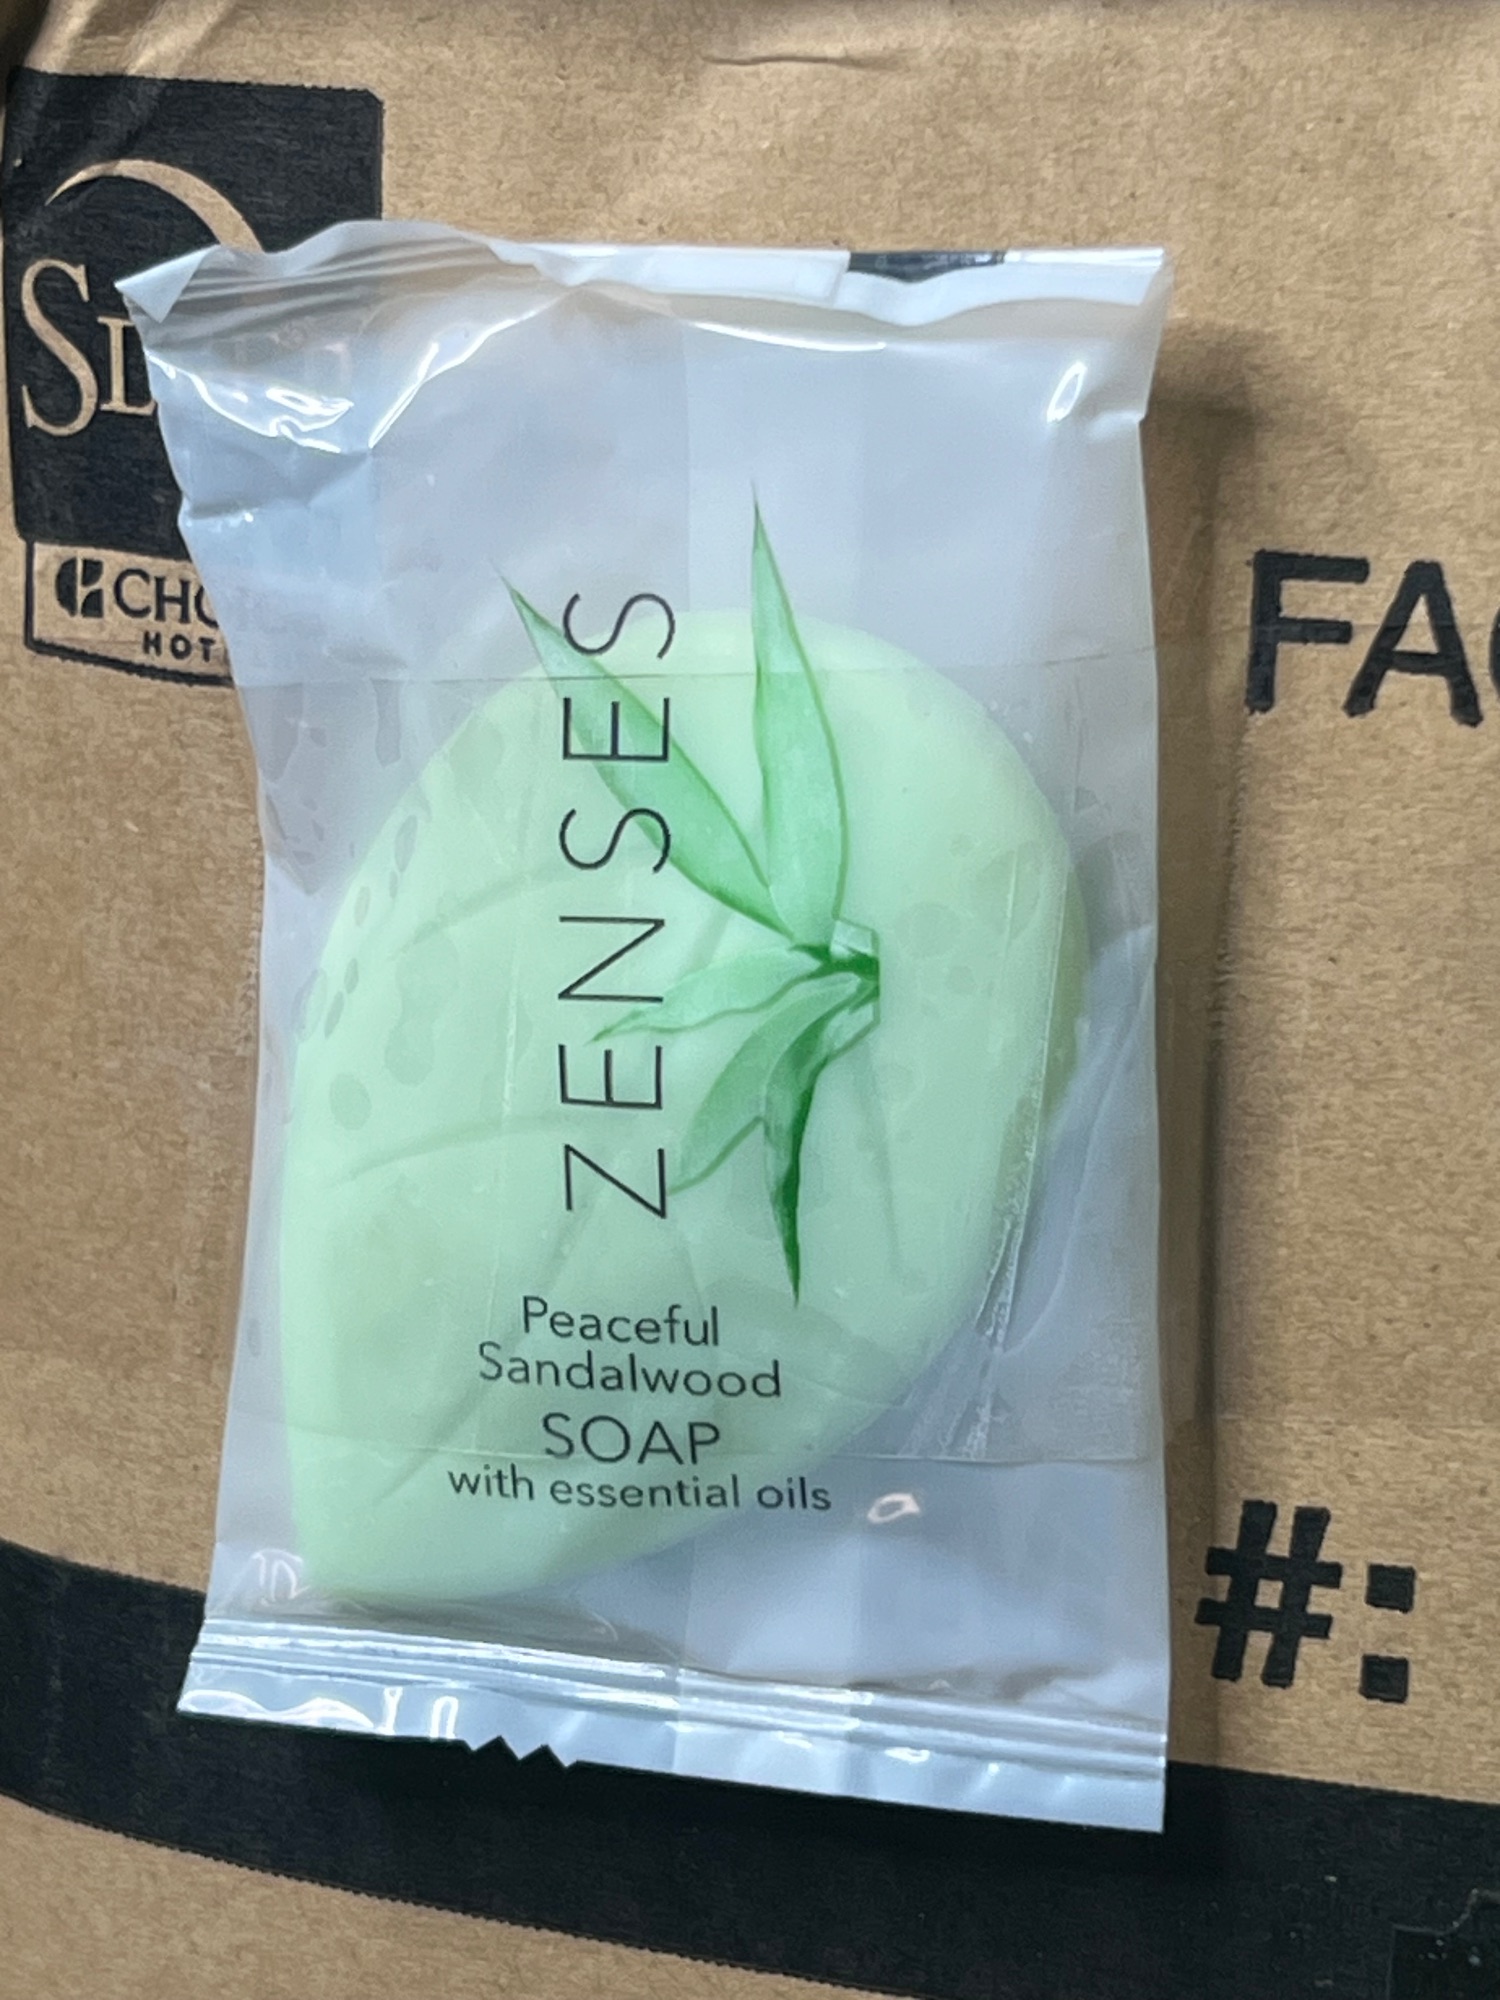 ZENSES
Peaceful
Sandalwood
SOAP
with essential oils
#: